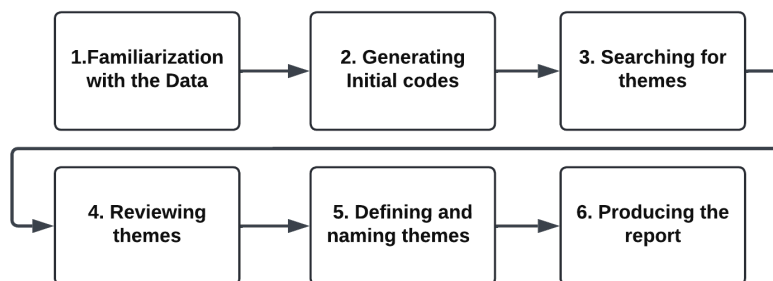 1.Familiarization
with the Data
2. Generating
Initial codes
3. Searching for
themes
4. Reviewing
themes
5. Defining and
naming themes
6. Producing the
report